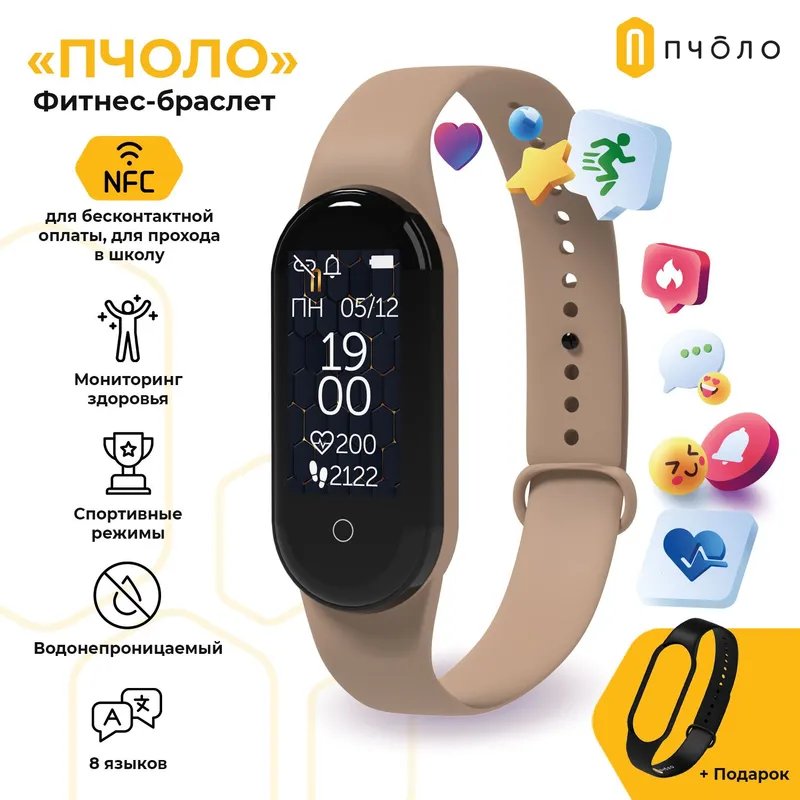 «ПЧОЛО»
Фитнес-браслет
ПЧÔЛО
NFC
для бесконтактной
оплаты, для прохода
в школу
Мониторинг
здоровья
Спортивные
режимы
Водонепроницаемый
8 языков
ПН 05/12
19
00
200
2122
+ Подарок